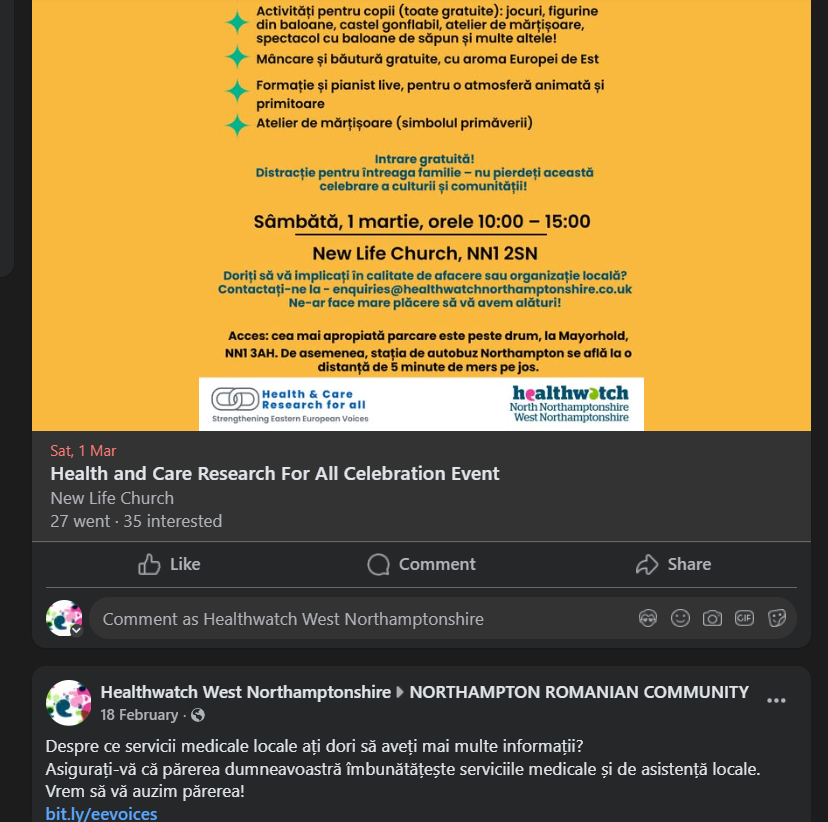 Activități pentru copii (toate gratuite): jocuri, figurine
din baloane, castel gonflabil, atelier de mărțișoare,
spectacol cu baloane de săpun și multe altele!
Mâncare și băutură gratuite, cu aroma Europei de Est
Formație și pianist live, pentru o atmosferă animată și
primitoare
Atelier de mărțișoare (simbolul primăverii)
Intrare gratuită!
Distracție pentru întreaga familie – nu pierdeți această
celebrare a culturii și comunității!
Sâmbătă, 1 martie, orele 10:00 – 15:00
New Life Church, NN1 2SN
Doriți să vă implicați în calitate de afacere sau organizație locală?
Contactați-ne la - enquiries@healthwatchnorthamptonshire.co.uk
Ne-ar face mare plăcere să vă avem alături!
Acces: cea mai apropiată parcare este peste drum, la Mayorhold,
NN1 3AH. De asemenea, stația de autobuz Northampton se află la o
distanță de 5 minute de mers pe jos.
Health & Care
Research for all
Strengthening Eastern European Voices
healthwatch
North Northamptonshire
West Northamptonshire
Sat, 1 Mar
Health and Care Research For All Celebration Event
New Life Church
27 went · 35 interested
Like
Comment
Share
Comment as Healthwatch West Northamptonshire
GIF
Healthwatch West Northamptonshire NORTHAMPTON ROMANIAN COMMUNITY
18 February ·
Despre ce servicii medicale locale ați dori să aveți mai multe informații?
Asigurați-vă că părerea dumneavoastră îmbunătățește serviciile medicale și de asistență locale.
Vrem să vă auzim părerea!
bit.ly/eevoices